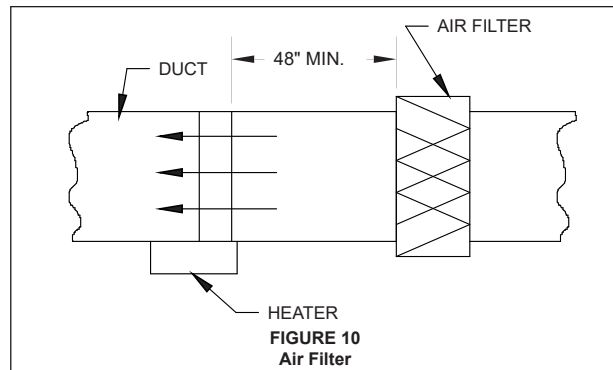 AIR FILTER
48" MIN.
DUCT
HEATER
FIGURE 10
Air Filter